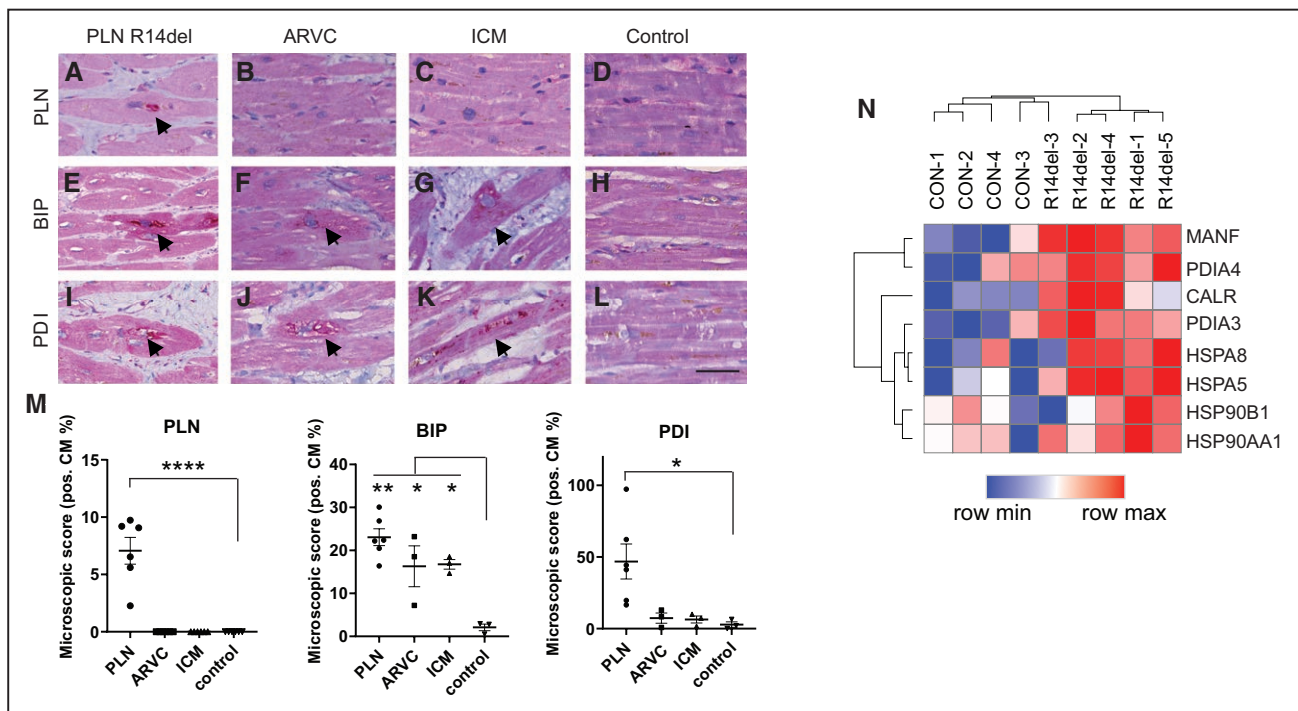 PLN R14del ARVC ICM Control
PLN
A B C D
BIP
E F G H
PDI
I J K L
M
PLN
Microscopic score (pos. CM %)
15
10
5
0
PLN ARVC ICM control
****
BIP
Microscopic score (pos. CM %)
40
30
20
10
0
PLN ARVC ICM control
** * *
PDI
Microscopic score (pos. CM %)
100
50
0
PLN ARVC ICM control
*
N
CON-1 CON-2 CON-4 CON-3 R14del-3 R14del-2 R14del-4 R14del-1 R14del-5
MANF
PDIA4
CALR
PDIA3
HSPA8
HSPA5
HSP90B1
HSP90AA1
row min row max